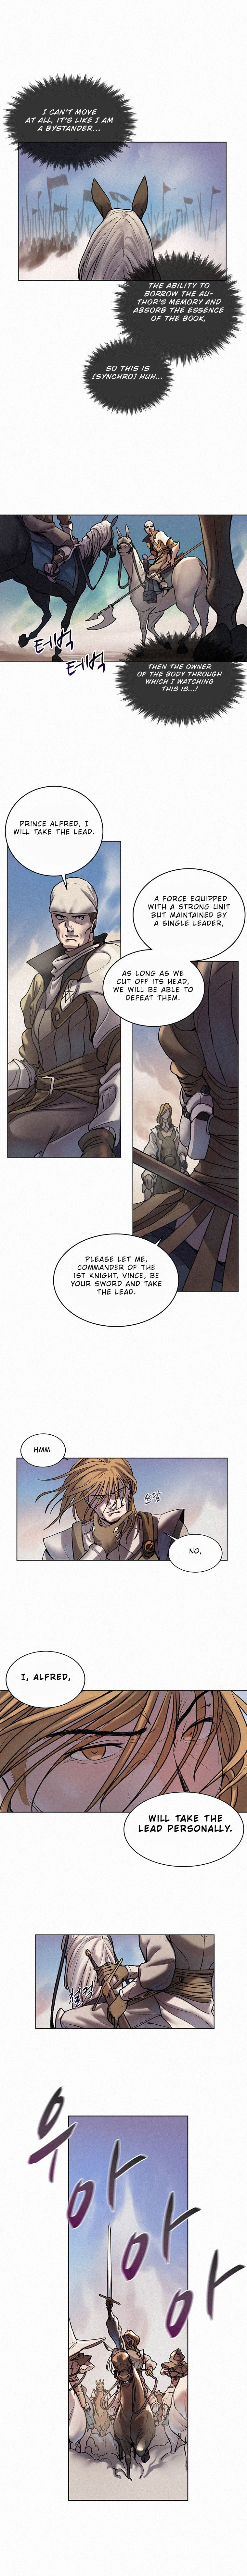 I CAN'T MOVE
AT ALL, IT'S LIKE I AM
A BYSTANDER...
THE ABILITY TO
BORROW THE AU-
THOR'S MEMORY AND
ABSORB THE ESSENCE
OF THE BOOK,
SO THIS IS
[SYNCHRO] HUH...
터벅
터벅
THEN THE OWNER
OF THE BODY THROUGH
WHICH I WATCHING
THIS IS...!
PRINCE ALFRED, I
WILL TAKE THE LEAD.
A FORCE EQUIPPED
WITH A STRONG UNIT
BUT MAINTAINED BY
A SINGLE LEADER,
AS LONG AS WE
CUT OFF ITS HEAD,
WE WILL BE ABLE TO
DEFEAT THEM.
PLEASE LET ME,
COMMANDER OF THE
1ST KNIGHT, VINCE, BE
YOUR SWORD AND TAKE
THE LEAD.
HMM
쓰담
NO,
I, ALFRED,
WILL TAKE THE
LEAD PERSONALLY.
철컥
우
아
아
아